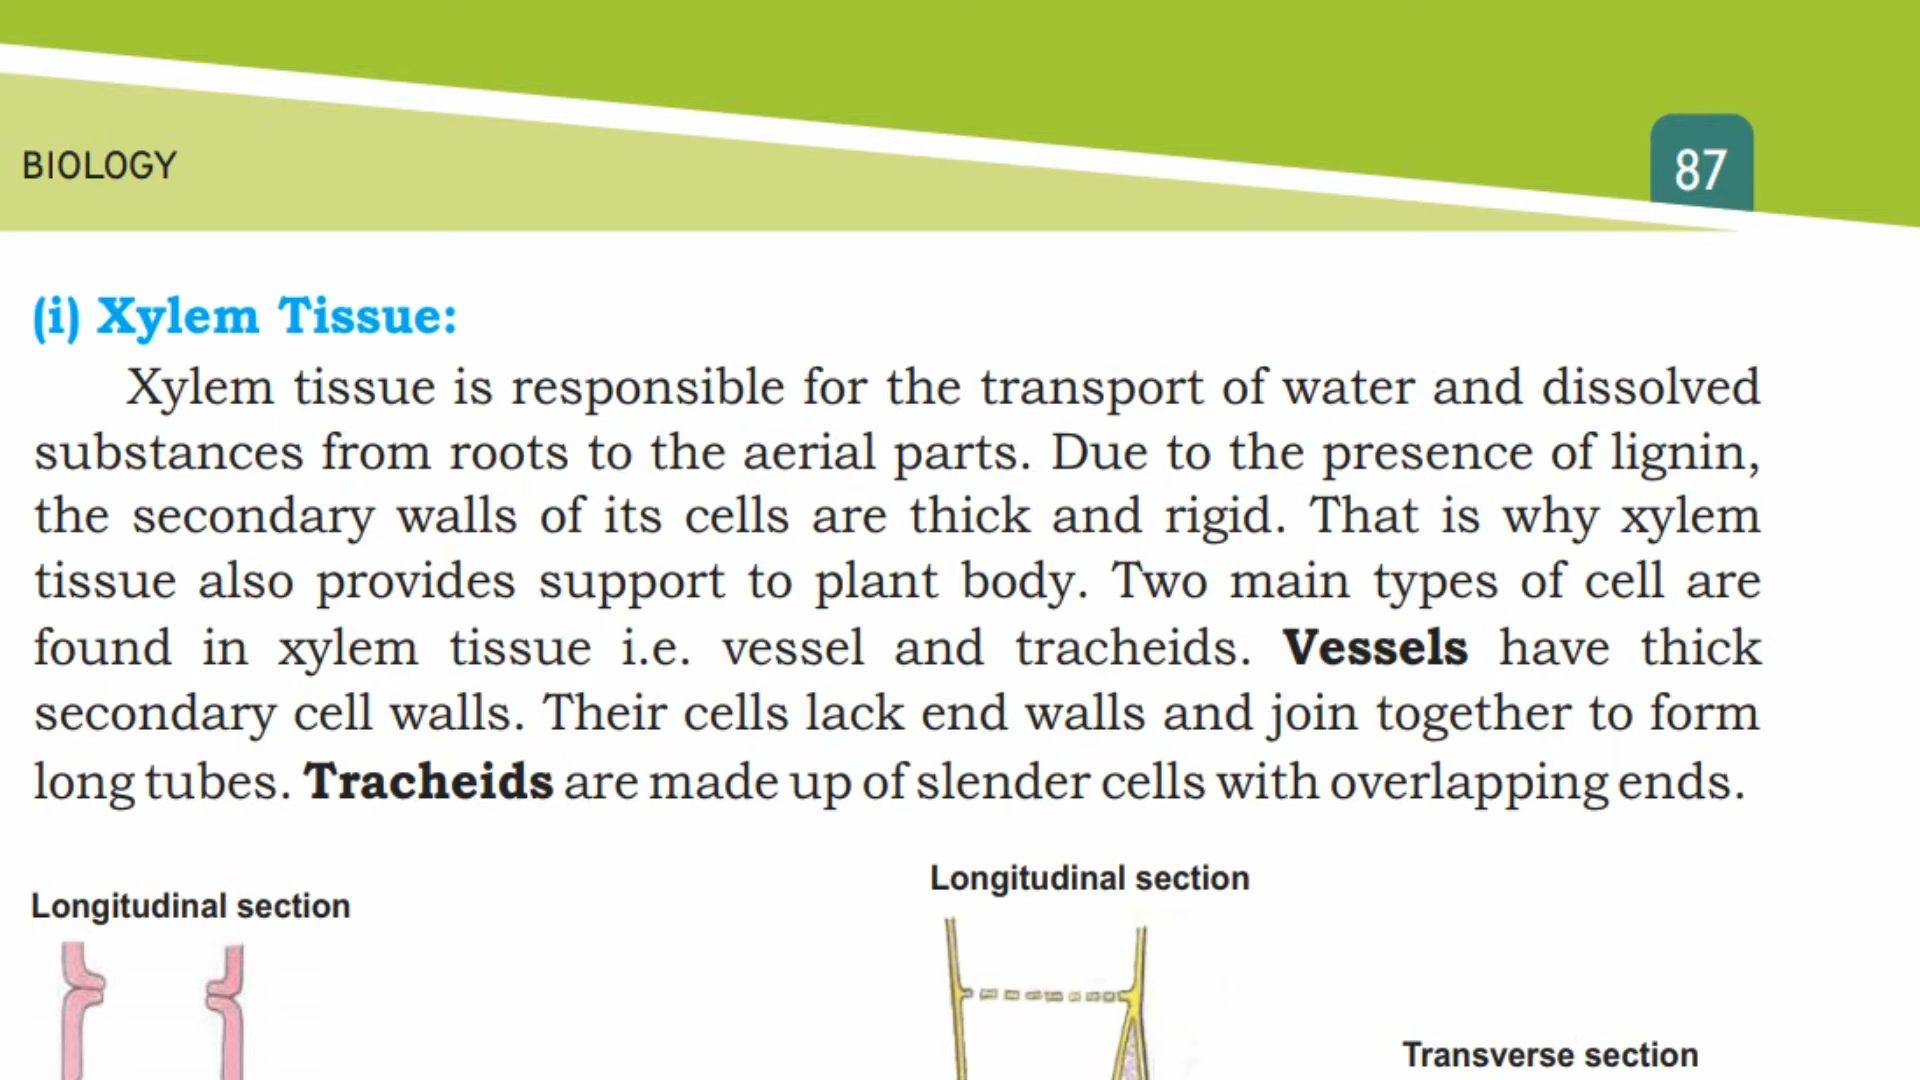 BIOLOGY
87
(i) Xylem Tissue:
Xylem tissue is responsible for the transport of water and dissolved
substances from roots to the aerial parts. Due to the presence of lignin,
the secondary walls of its cells are thick and rigid. That is why xylem
tissue also provides support to plant body. Two main types of cell are
found in xylem tissue i.e. vessel and tracheids. Vessels have thick
secondary cell walls. Their cells lack end walls and join together to form
long tubes. Tracheids are made up of slender cells with overlapping ends.
Longitudinal section
Longitudinal section
Transverse section